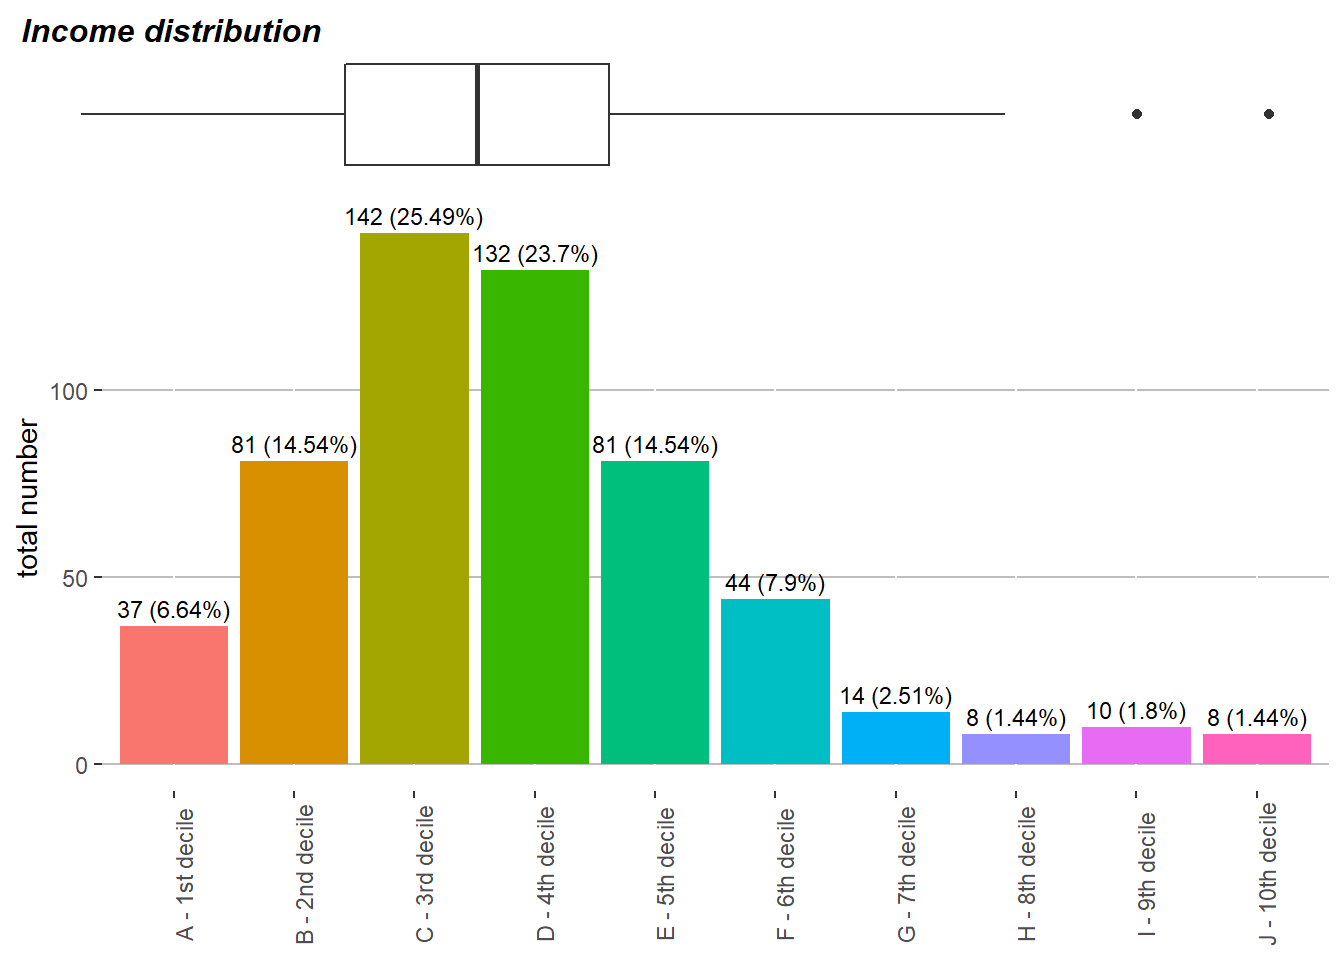 Income distribution
142 (25.49%)
132 (23.7%)
81 (14.54%)
81 (14.54%)
44 (7.9%)
37 (6.64%)
14 (2.51%)
8 (1.44%)
10 (1.8%)
8 (1.44%)
total number
100
50
0
A - 1st decile
B - 2nd decile
C - 3rd decile
D - 4th decile
E - 5th decile
F - 6th decile
G - 7th decile
H - 8th decile
I - 9th decile
J - 10th decile